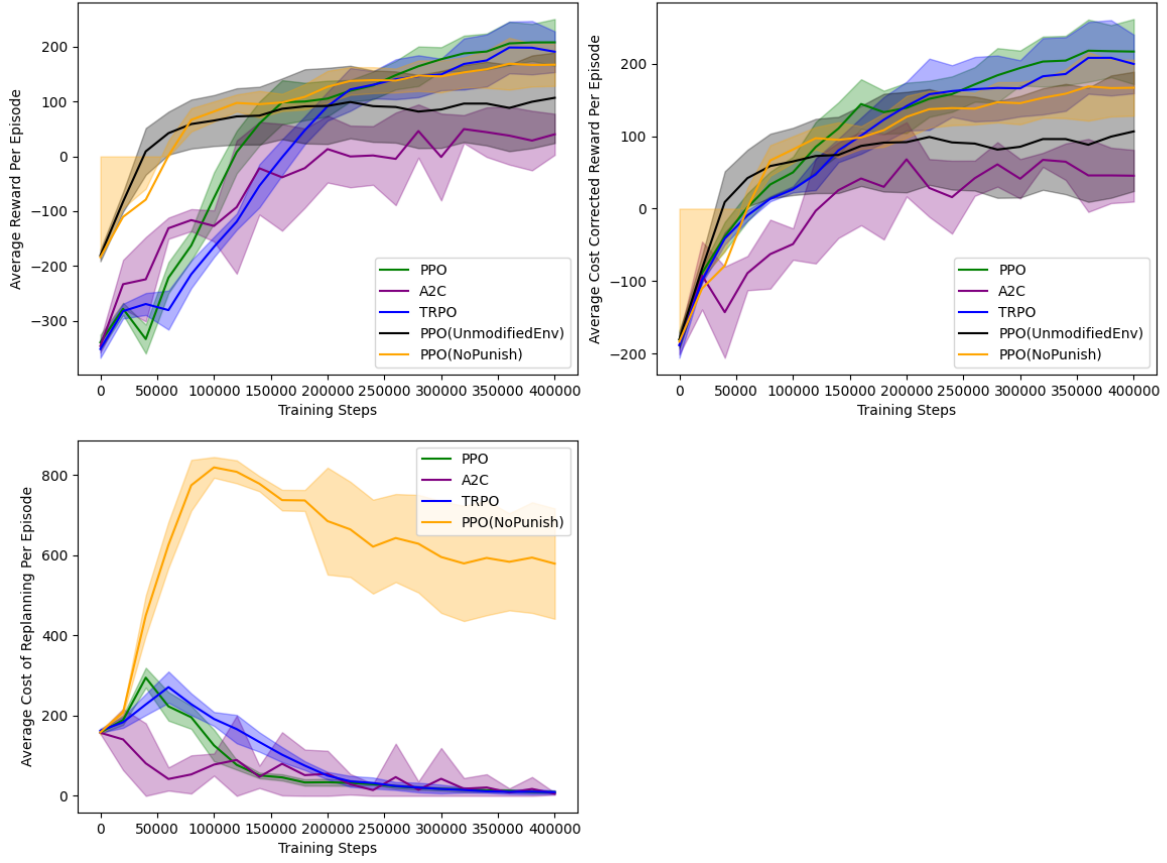 Average Reward Per Episode
200
100
0
−100
−200
−300
PPO
A2C
TRPO
PPO(UnmodifiedEnv)
PPO(NoPunish)
0 50000 100000 150000 200000 250000 300000 350000 400000
Training Steps
Average Cost Corrected Reward Per Episode
200
100
0
−100
−200
PPO
A2C
TRPO
PPO(UnmodifiedEnv)
PPO(NoPunish)
0 50000 100000 150000 200000 250000 300000 350000 400000
Training Steps
Average Cost of Replanning Per Episode
800
600
400
200
0
PPO
A2C
TRPO
PPO(NoPunish)
0 50000 100000 150000 200000 250000 300000 350000 400000
Training Steps